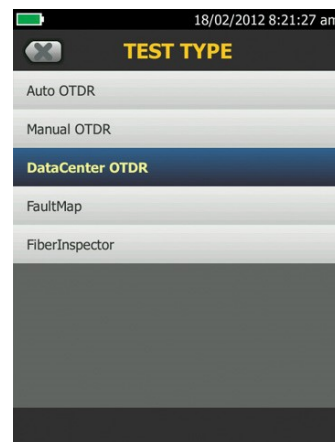 18/02/2012 8:21:27 am
TEST TYPE
Auto OTDR
Manual OTDR
DataCenter OTDR
FaultMap
FiberInspector